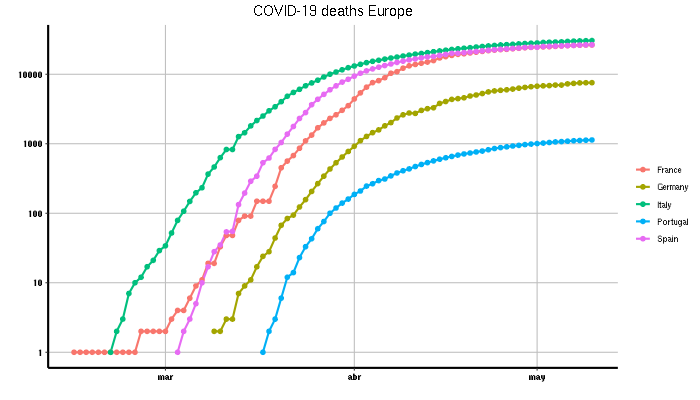 COVID-19 deaths Europe
10000
1000
100
10
1
mar
abr
may
France
Germany
Italy
Portugal
Spain